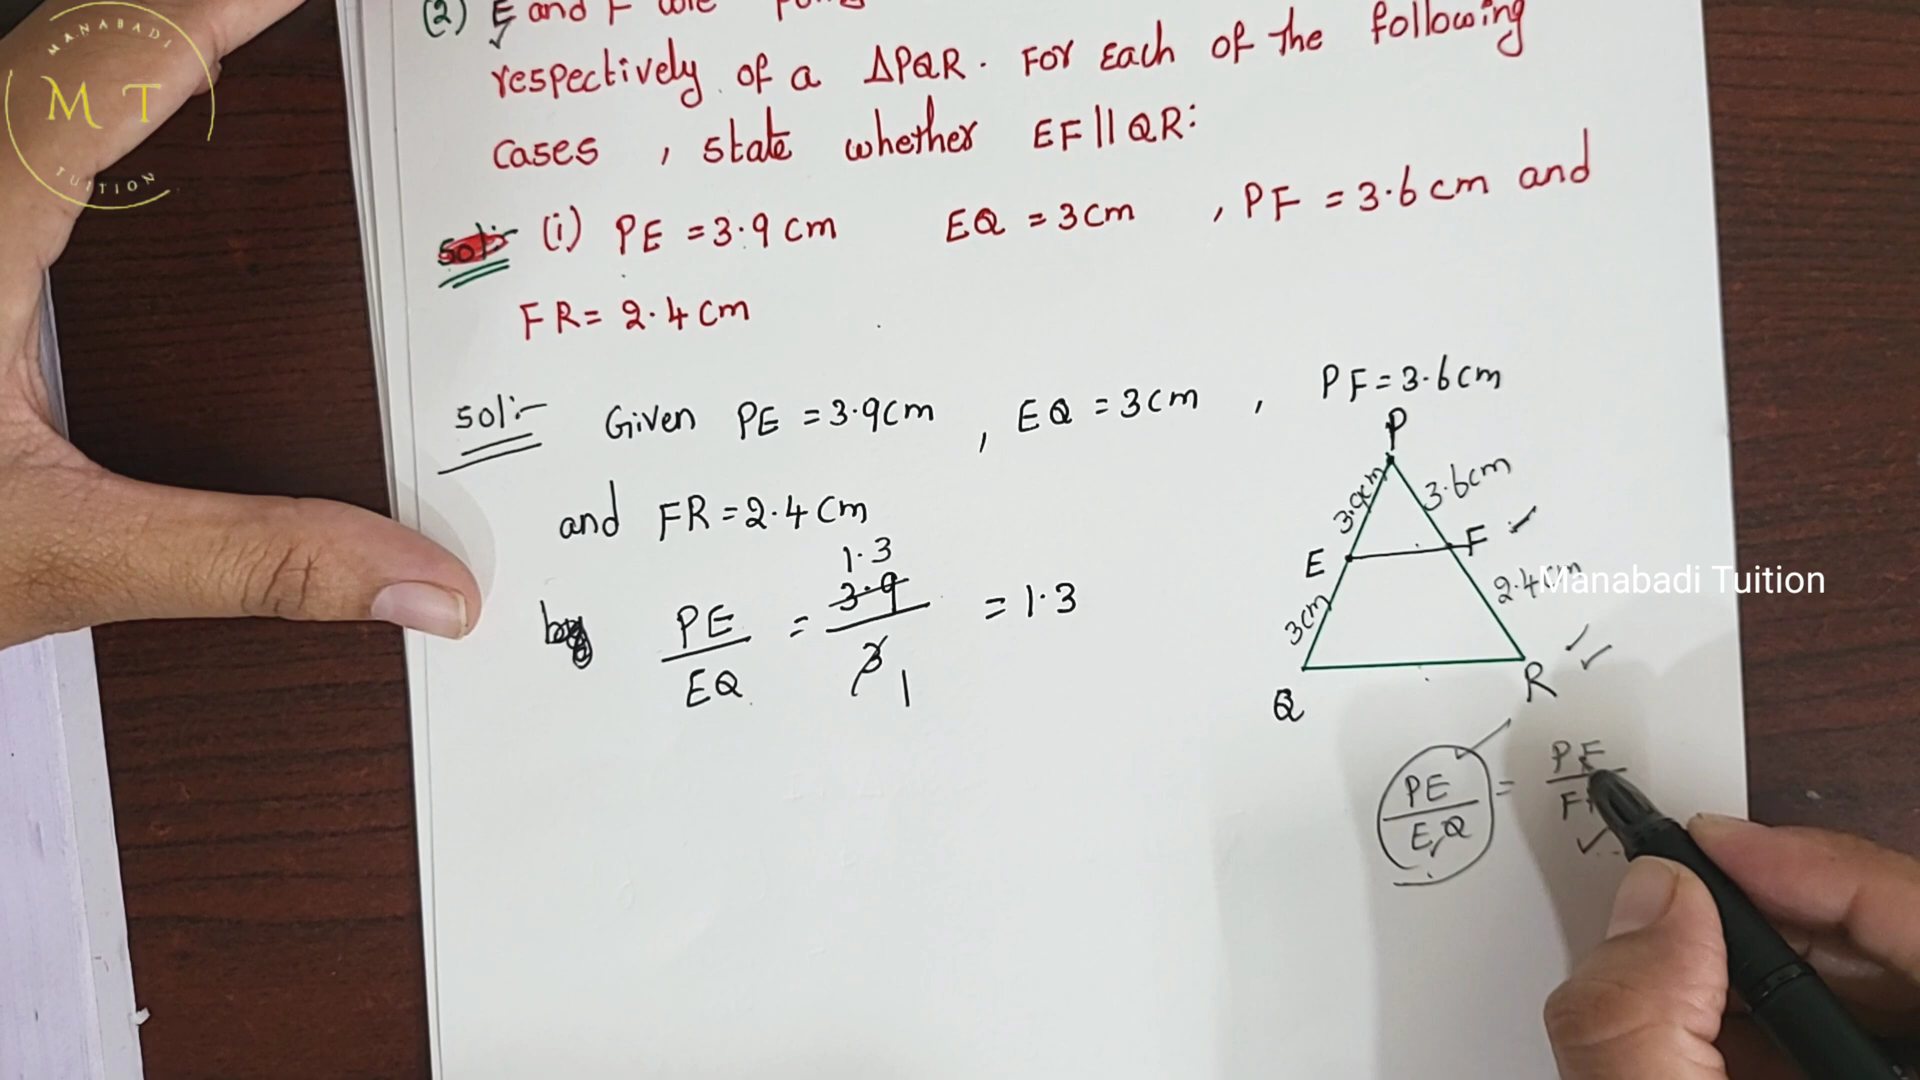 MANABADI
M T
TUITION
(2) E and F
respectively of a ΔPQR. For Each of the following
cases, state whether EF || QR:
sol:- (i) PE = 3.9 cm EQ = 3cm , PF = 3.6 cm and
FR = 2.4 cm
sol:- Given PE = 3.9cm , EQ = 3cm , PF = 3.6cm
and FR = 2.4 cm
PE/EQ = 3.9/3 = 1.3
1.3
1
P
3.9cm 3.6cm
E F
3cm 2.4cm
Manabadi Tuition
Q R
PE/EQ = PF/